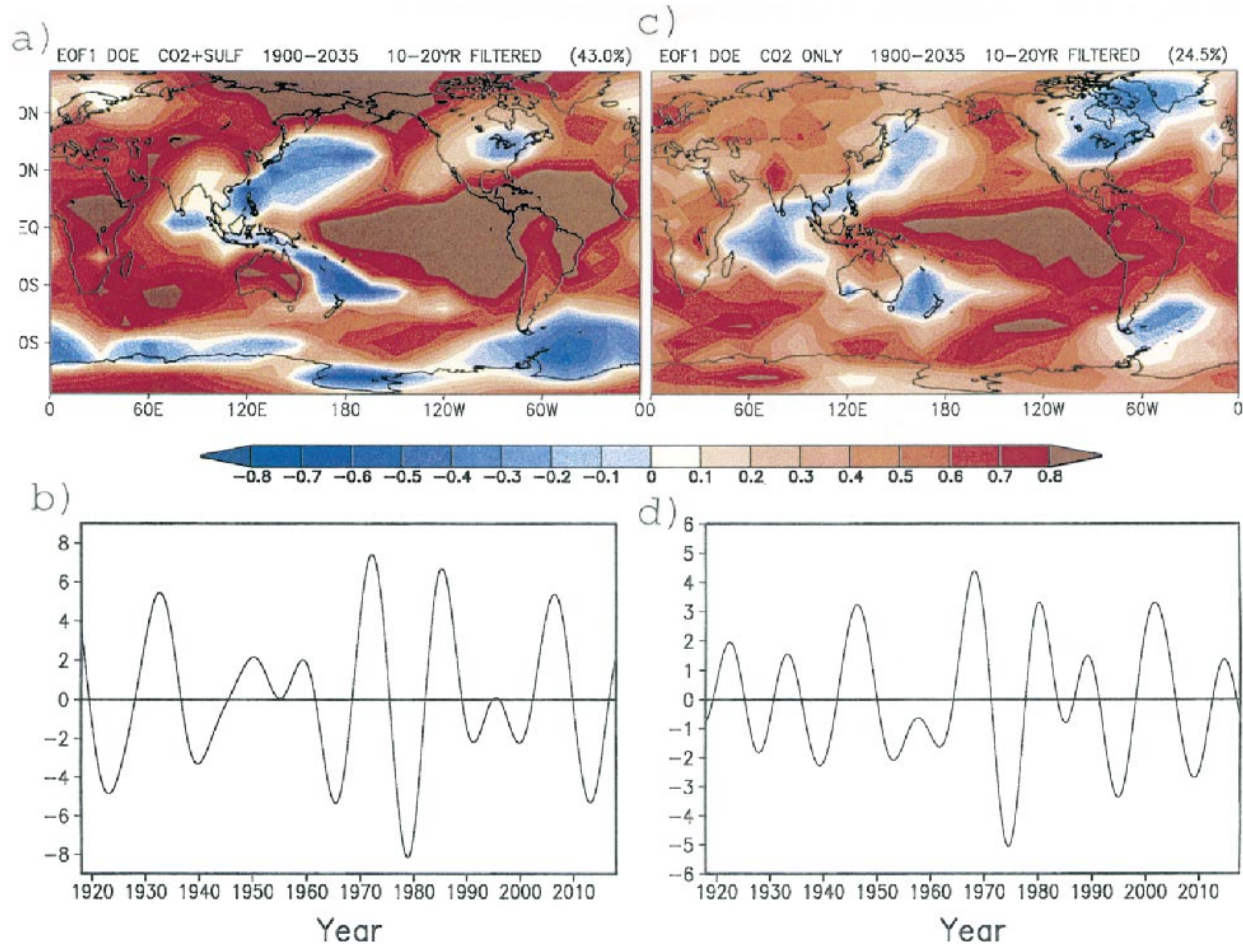 a)
EOF1 DOE CO2+SULF 1900−2035 10−20YR FILTERED (43.0%)
ON
ON
EQ
OS
OS
0 60E 120E 180 120W 60W 0
c)
EOF1 DOE CO2 ONLY 1900−2035 10−20YR FILTERED (24.5%)
0 60E 120E 180 120W 60W 0
−0.8 −0.7 −0.6 −0.5 −0.4 −0.3 −0.2 −0.1 0 0.1 0.2 0.3 0.4 0.5 0.6 0.7 0.8
b)
8
6
4
2
0
−2
−4
−6
−8
1920 1930 1940 1950 1960 1970 1980 1990 2000 2010
Year
d)
6
5
4
3
2
1
0
−1
−2
−3
−4
−5
−6
1920 1930 1940 1950 1960 1970 1980 1990 2000 2010
Year